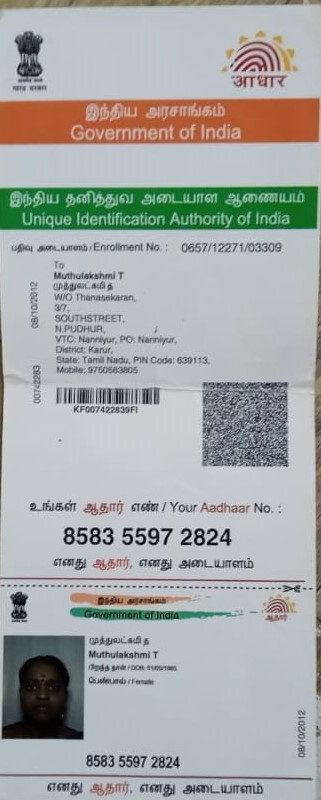 आधार
இந்திய அரசாங்கம்
Government of India
இந்திய தனித்துவ அடையாள ஆணையம்
Unique Identification Authority of India
பதிவு அடையாளம் / Enrollment No. : 0657/12271/03309
To
Muthulakshmi T
முத்துலட்சுமி த
W/O Thanasekaran,
3/7,
SOUTHSTREET,
N.PUDHUR,
VTC: Nanniyur, PO: Nanniyur,
District: Karur,
State: Tamil Nadu, PIN Code: 639113,
Mobile: 9750583805
08/10/2012
00742283
KF007422839FI
உங்கள் ஆதார் எண் / Your Aadhaar No. :
8583 5597 2824
எனது ஆதார், எனது அடையாளம்
இந்திய அரசாங்கம்
Government of India
ஆதார்
முத்துலட்சுமி த
Muthulakshmi T
பிறந்த நாள் / DOB:
பெண்பால் / Female
8583 5597 2824
08/10/2012
எனது ஆதார், எனது அடையாளம்